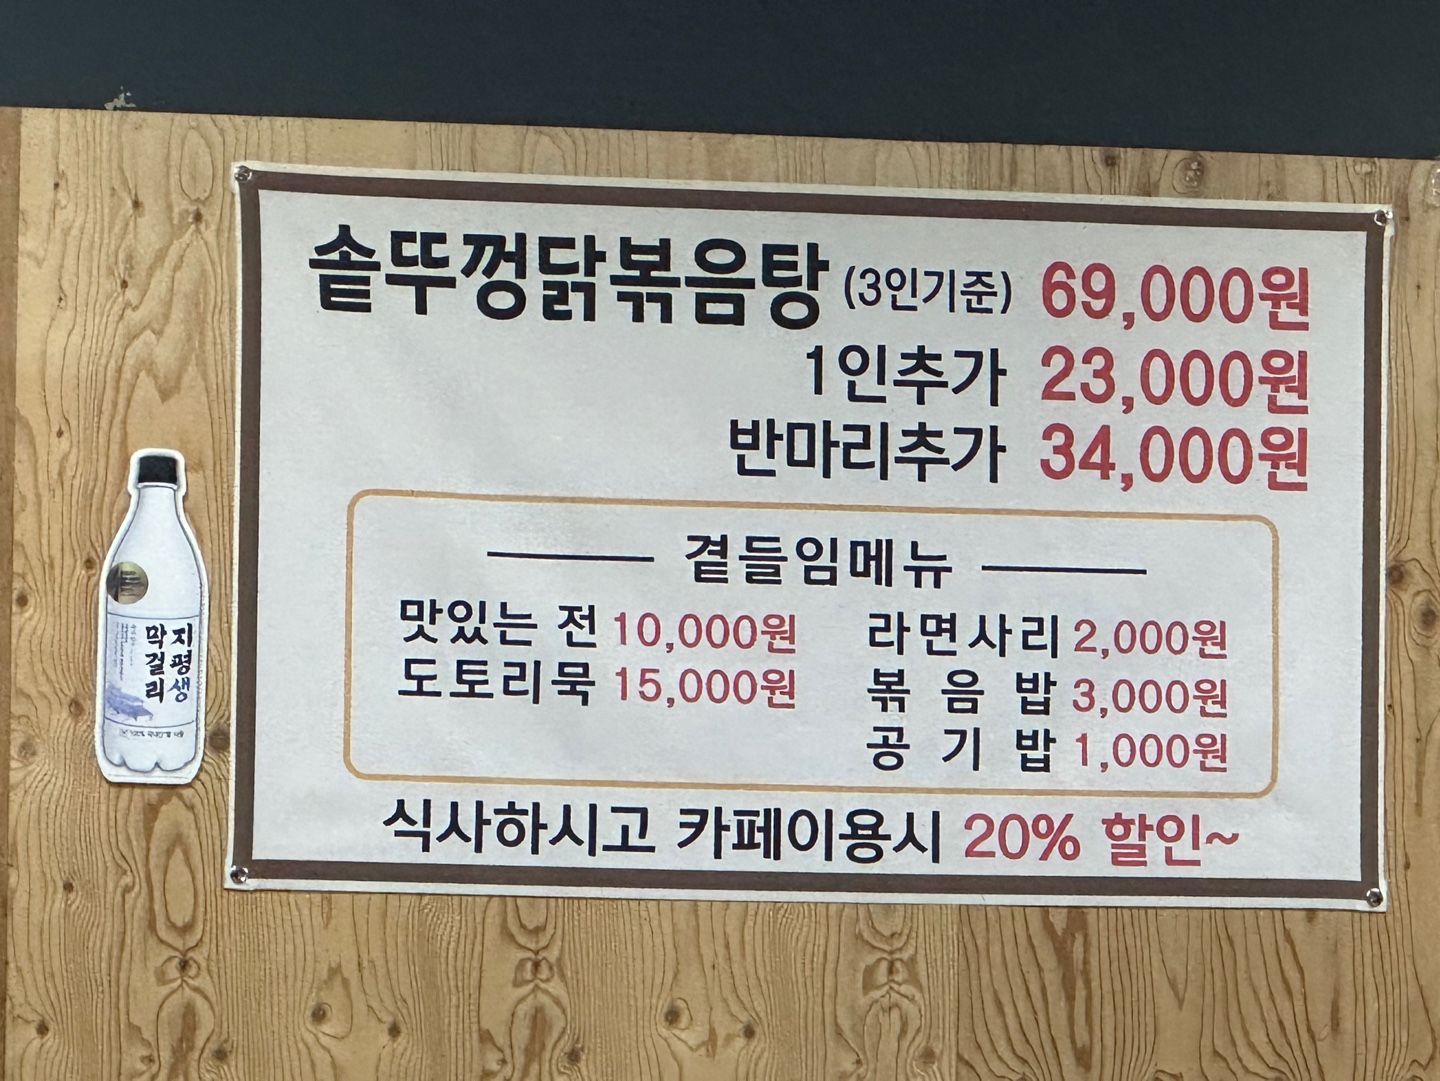 솥뚜껑닭볶음탕 (3인기준) 69,000원
1인추가 23,000원
반마리추가 34,000원
곁들임메뉴
맛있는 전 10,000원
도토리묵 15,000원
라면사리 2,000원
볶음밥 3,000원
공기밥 1,000원
식사하시고 카페이용시 20% 할인~
지평생
막걸리